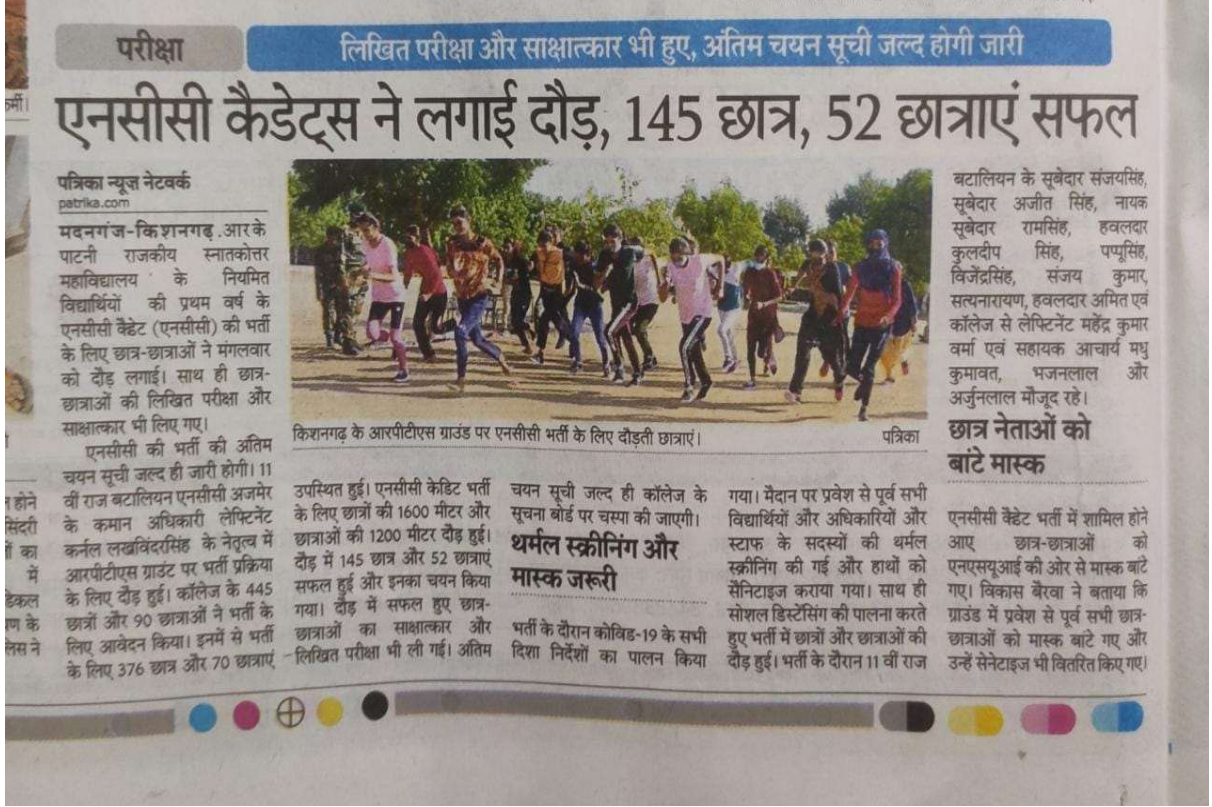 परीक्षा
लिखित परीक्षा और साक्षात्कार भी हुए, अंतिम चयन सूची जल्द होगी जारी
एनसीसी कैडेट्स ने लगाई दौड़, 145 छात्र, 52 छात्राएं सफल
पत्रिका न्यूज़ नेटवर्क
patrika.com
मदनगंज-किशनगढ़. आरके
पाटनी राजकीय स्नातकोत्तर
महाविद्यालय के नियमित
विद्यार्थियों की प्रथम वर्ष के
एनसीसी कैडेट (एनसीसी) की भर्ती
के लिए छात्र-छात्राओं ने मंगलवार
को दौड़ लगाई। साथ ही छात्र-
छात्राओं की लिखित परीक्षा और
साक्षात्कार भी लिए गए।
एनसीसी की भर्ती की अंतिम
चयन सूची जल्द ही जारी होगी। 11
वीं राज बटालियन एनसीसी अजमेर
के कमान अधिकारी लेफ्टिनेंट
कर्नल लखविंदरसिंह के नेतृत्व में
आरपीटीएस ग्राउंट पर भर्ती प्रक्रिया
के लिए दौड़ हुई। कॉलेज के 445
छात्रों और 90 छात्राओं ने भर्ती के
लिए आवेदन किया। इनमें से भर्ती
के लिए 376 छात्र और 70 छात्राएं
किशनगढ़ के आरपीटीएस ग्राउंड पर एनसीसी भर्ती के लिए दौड़ती छात्राएं।
पत्रिका
उपस्थित हुई। एनसीसी केडिट भर्ती
के लिए छात्रों की 1600 मीटर और
छात्राओं की 1200 मीटर दौड़ हुई।
दौड़ में 145 छात्र और 52 छात्राएं
सफल हुई और इनका चयन किया
गया। दौड़ में सफल हुए छात्र-
छात्राओं का साक्षात्कार और
लिखित परीक्षा भी ली गई। अंतिम
चयन सूची जल्द ही कॉलेज के
सूचना बोर्ड पर चस्पा की जाएगी।
थर्मल स्क्रीनिंग और
मास्क जरूरी
भर्ती के दौरान कोविड-19 के सभी
दिशा निर्देशों का पालन किया
गया। मैदान पर प्रवेश से पूर्व सभी
विद्यार्थियों और अधिकारियों और
स्टाफ के सदस्यों की थर्मल
स्क्रीनिंग की गई और हाथों को
सैनिटाइज कराया गया। साथ ही
सोशल डिस्टेंसिंग की पालना करते
हुए भर्ती में छात्रों और छात्राओं की
दौड़ हुई। भर्ती के दौरान 11 वीं राज
बटालियन के सूबेदार संजयसिंह,
सूबेदार अजीत सिंह, नायक
सूबेदार रामसिंह, हवलदार
कुलदीप सिंह, पप्पूसिंह,
विजेंद्रसिंह, संजय कुमार,
सत्यनारायण, हवलदार अमित एवं
कॉलेज से लेफ्टिनेंट महेंद्र कुमार
वर्मा एवं सहायक आचार्य मधु
कुमावत, भजनलाल और
अर्जुनलाल मौजूद रहे।
छात्र नेताओं को
बांटे मास्क
एनसीसी कैडेट भर्ती में शामिल होने
आए छात्र-छात्राओं को
एनएसयूआई की ओर से मास्क बांटे
गए। विकास बैरवा ने बताया कि
ग्राउंड में प्रवेश से पूर्व सभी छात्र-
छात्राओं को मास्क बांटे गए और
उन्हें सेनेटाइज भी वितरित किए गए।